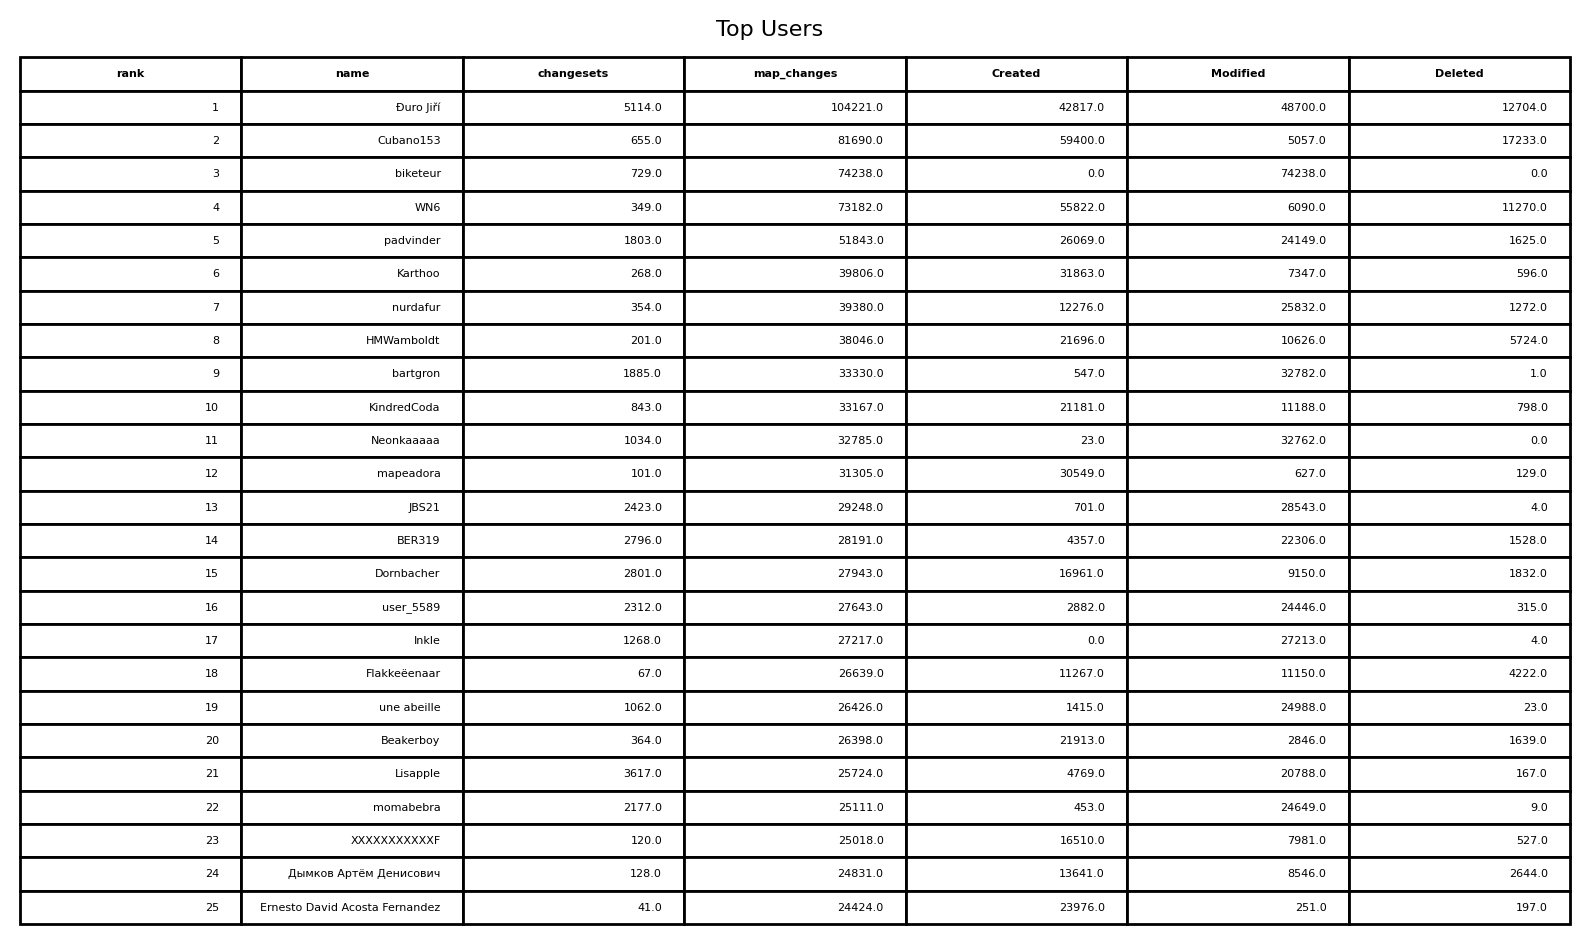 Top Users
rank name changesets map_changes Created Modified Deleted
1 Đuro Jiří 5114.0 104221.0 42817.0 48700.0 12704.0
2 Cubano153 655.0 81690.0 59400.0 5057.0 17233.0
3 biketeur 729.0 74238.0 0.0 74238.0 0.0
4 WN6 349.0 73182.0 55822.0 6090.0 11270.0
5 padvinder 1803.0 51843.0 26069.0 24149.0 1625.0
6 Karthoo 268.0 39806.0 31863.0 7347.0 596.0
7 nurdafur 354.0 39380.0 12276.0 25832.0 1272.0
8 HMWamboldt 201.0 38046.0 21696.0 10626.0 5724.0
9 bartgron 1885.0 33330.0 547.0 32782.0 1.0
10 KindredCoda 843.0 33167.0 21181.0 11188.0 798.0
11 Neonkaaaaa 1034.0 32785.0 23.0 32762.0 0.0
12 mapeadora 101.0 31305.0 30549.0 627.0 129.0
13 JBS21 2423.0 29248.0 701.0 28543.0 4.0
14 BER319 2796.0 28191.0 4357.0 22306.0 1528.0
15 Dornbacher 2801.0 27943.0 16961.0 9150.0 1832.0
16 user_5589 2312.0 27643.0 2882.0 24446.0 315.0
17 Inkle 1268.0 27217.0 0.0 27213.0 4.0
18 Flakkeëenaar 67.0 26639.0 11267.0 11150.0 4222.0
19 une abeille 1062.0 26426.0 1415.0 24988.0 23.0
20 Beakerboy 364.0 26398.0 21913.0 2846.0 1639.0
21 Lisapple 3617.0 25724.0 4769.0 20788.0 167.0
22 momabebra 2177.0 25111.0 453.0 24649.0 9.0
23 XXXXXXXXXXXF 120.0 25018.0 16510.0 7981.0 527.0
24 Дымков Артём Денисович 128.0 24831.0 13641.0 8546.0 2644.0
25 Ernesto David Acosta Fernandez 41.0 24424.0 23976.0 251.0 197.0